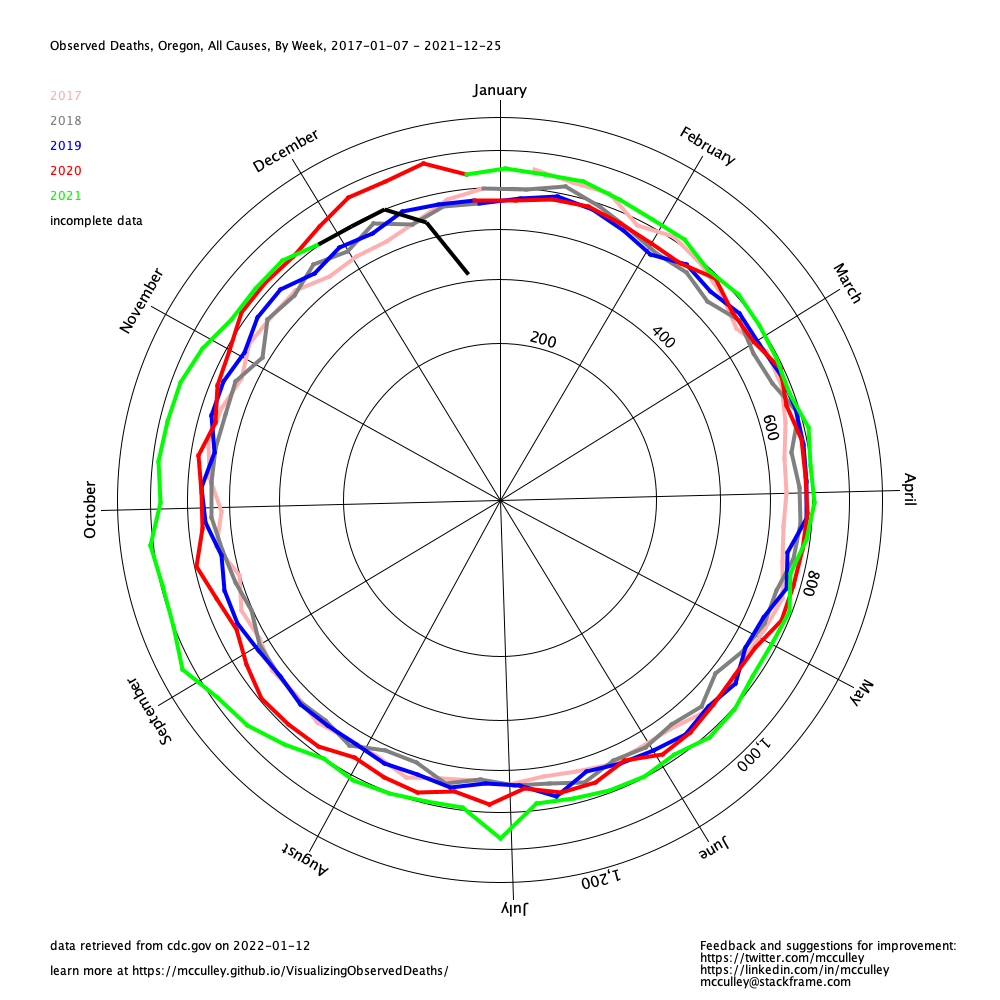 Observed Deaths, Oregon, All Causes, By Week, 2017-01-07 - 2021-12-25
January
2017
2018
2019
2020
2021
incomplete data
December
February
November
March
200
400
600
October
April
800
September
May
1,000
August
June
1,200
July
data retrieved from cdc.gov on 2022-01-12
learn more at https://mcculley.github.io/VisualizingObservedDeaths/
Feedback and suggestions for improvement:
https://twitter.com/mcculley
https://linkedin.com/in/mcculley
mcculley@stackframe.com